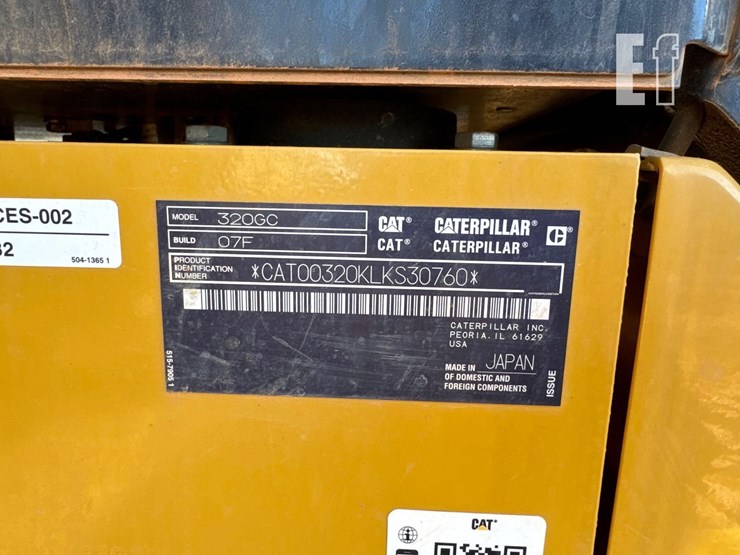 Ef
CES-002
32
504-1365 1
MODEL 320GC
BUILD 07F
CAT® CATERPILLAR®
CAT® CATERPILLAR®
PRODUCT IDENTIFICATION NUMBER *CAT00320KLKS30760*
CATERPILLAR INC.
PEORIA, IL 61629
USA
MADE IN JAPAN
OF DOMESTIC AND
FOREIGN COMPONENTS
ISSUE
515-7905 1
CAT®